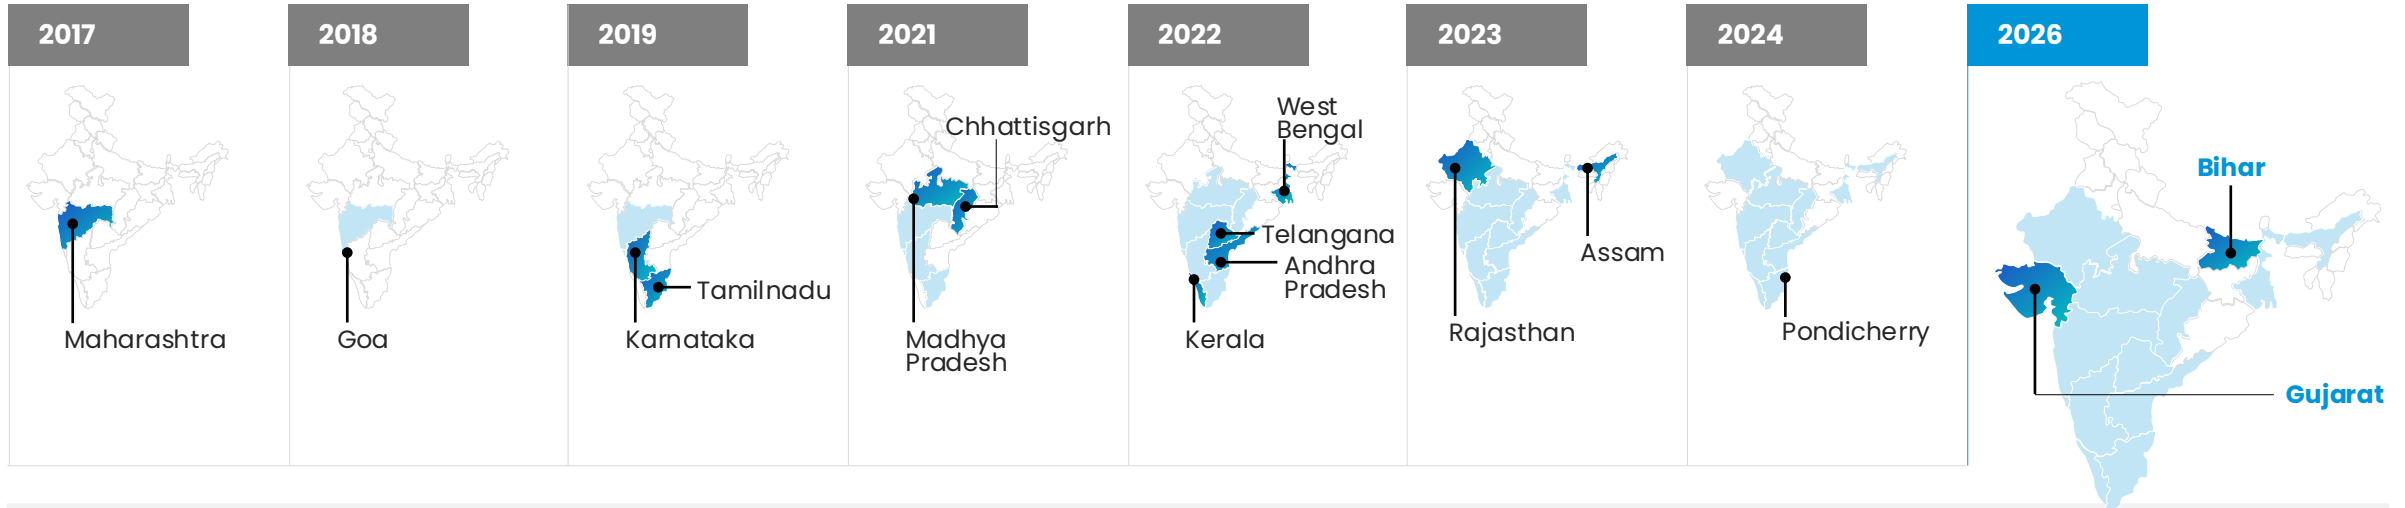 2017
Maharashtra
2018
Goa
2019
Tamilnadu
Karnataka
2021
Chhattisgarh
Madhya
Pradesh
2022
West
Bengal
Telangana
Andhra
Pradesh
Kerala
2023
Assam
Rajasthan
2024
Pondicherry
2026
Bihar
Gujarat